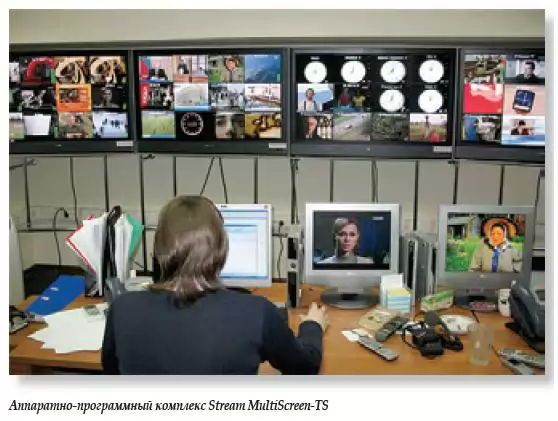 Аппаратно-программный комплекс Stream MultiScreen-TS